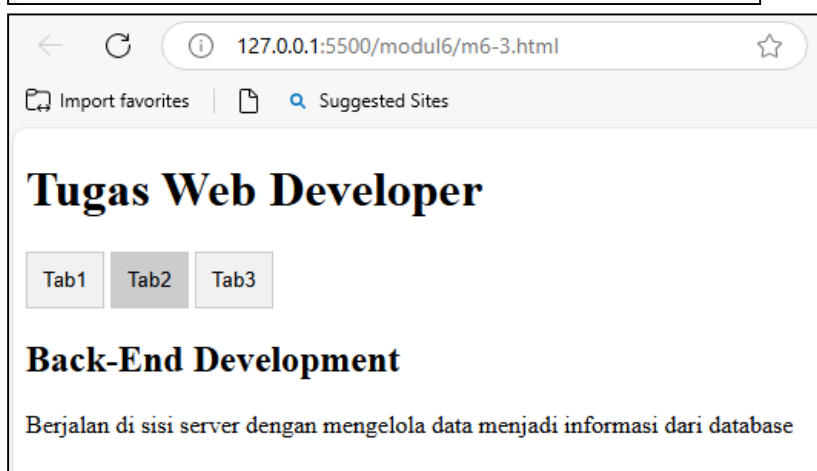 127.0.0.1:5500/modul6/m6-3.html
Import favorites Suggested Sites
Tugas Web Developer
Tab1 Tab2 Tab3
Back-End Development
Berjalan di sisi server dengan mengelola data menjadi informasi dari database